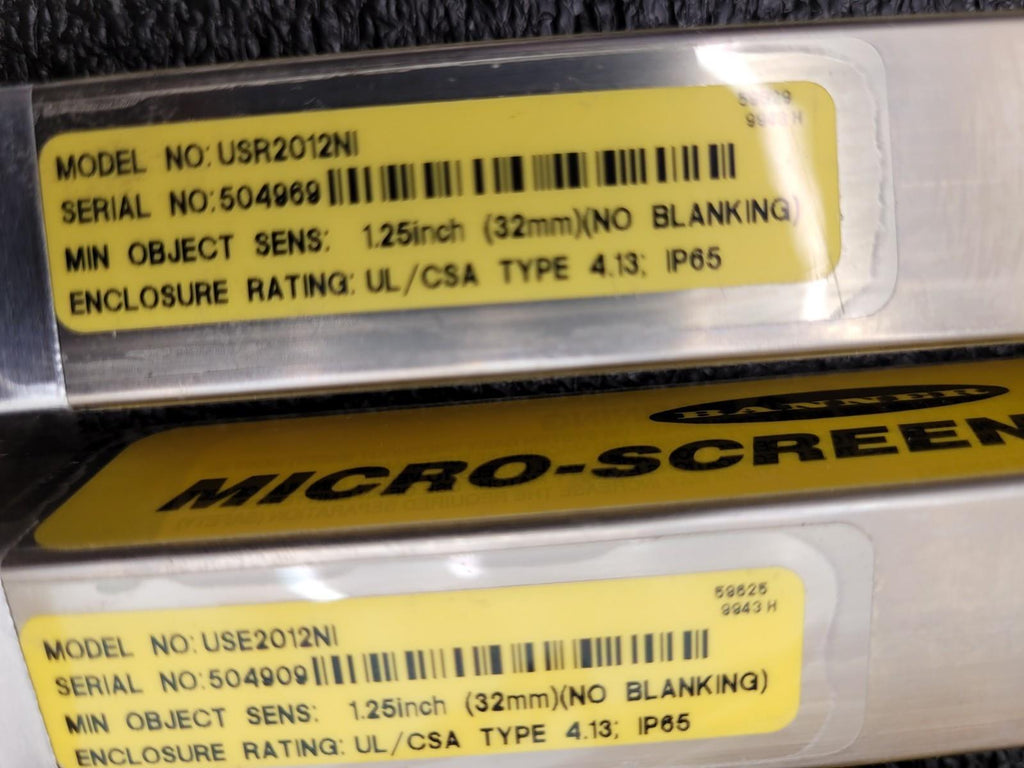 9943 H
MODEL NO: USR2012NI
SERIAL NO: 504969
MIN OBJECT SENS: 1.25inch (32mm)(NO BLANKING)
ENCLOSURE RATING: UL/CSA TYPE 4.13; IP65
BANNER
MICRO-SCREEN
59625
9943 H
MODEL NO: USE2012NI
SERIAL NO: 504909
MIN OBJECT SENS: 1.25inch (32mm)(NO BLANKING)
ENCLOSURE RATING: UL/CSA TYPE 4.13; IP65